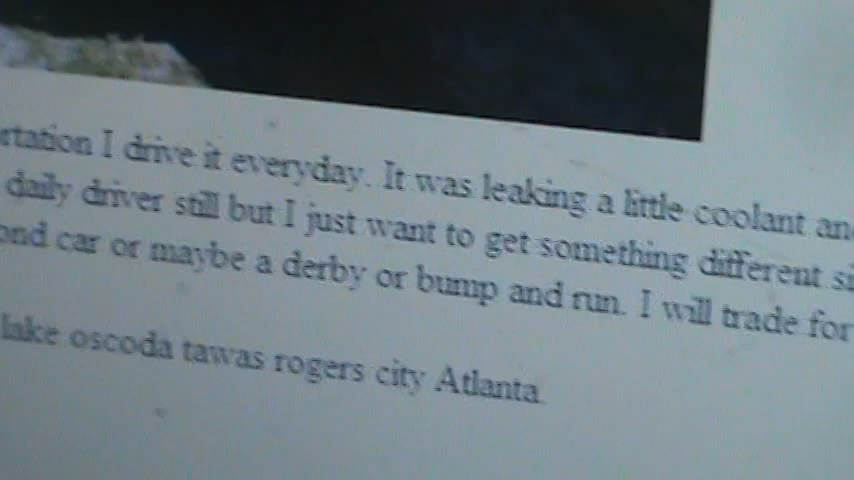 rtation I drive it everyday. It was leaking a little coolant an
daily driver still but I just want to get something different si
ond car or maybe a derby or bump and run. I will trade for
lake oscoda tawas rogers city Atlanta.